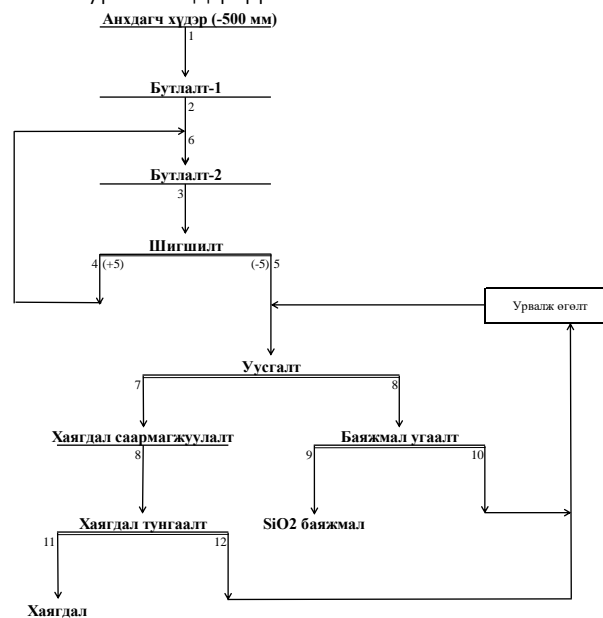 Анхдагч хүдэр (-500 мм)
1
Бутлалт-1
2
6
Бутлалт-2
3
Шигшилт
4 (+5) (-5) 5
Урвалж өгөлт
Уусгалт
7 8
Хаягдал саармагжуулалт Баяжмал угаалт
8 9 10
Хаягдал тунгаалт SiO2 баяжмал
11 12
Хаягдал